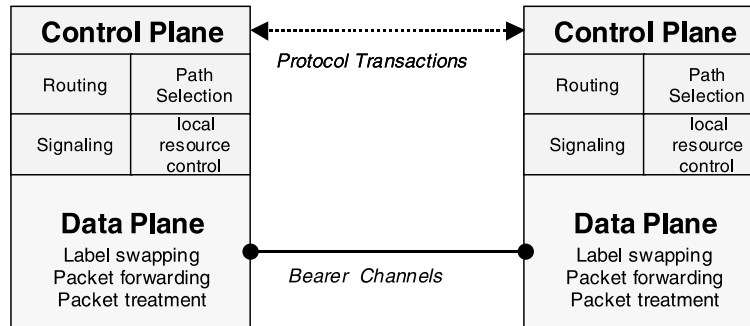 Control Plane
Routing
Path
Selection
Signaling
local
resource
control
Data Plane
Label swapping
Packet forwarding
Packet treatment
Protocol Transactions
Bearer Channels
Control Plane
Routing
Path
Selection
Signaling
local
resource
control
Data Plane
Label swapping
Packet forwarding
Packet treatment